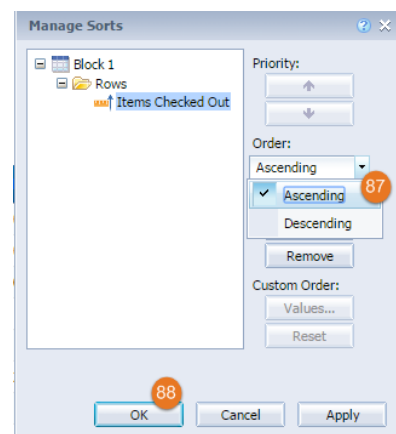 Manage Sorts
Block 1
Rows
Items Checked Out
Priority:
Order:
Ascending
87
Ascending
Descending
Remove
Custom Order:
Values...
Reset
88
OK
Cancel
Apply